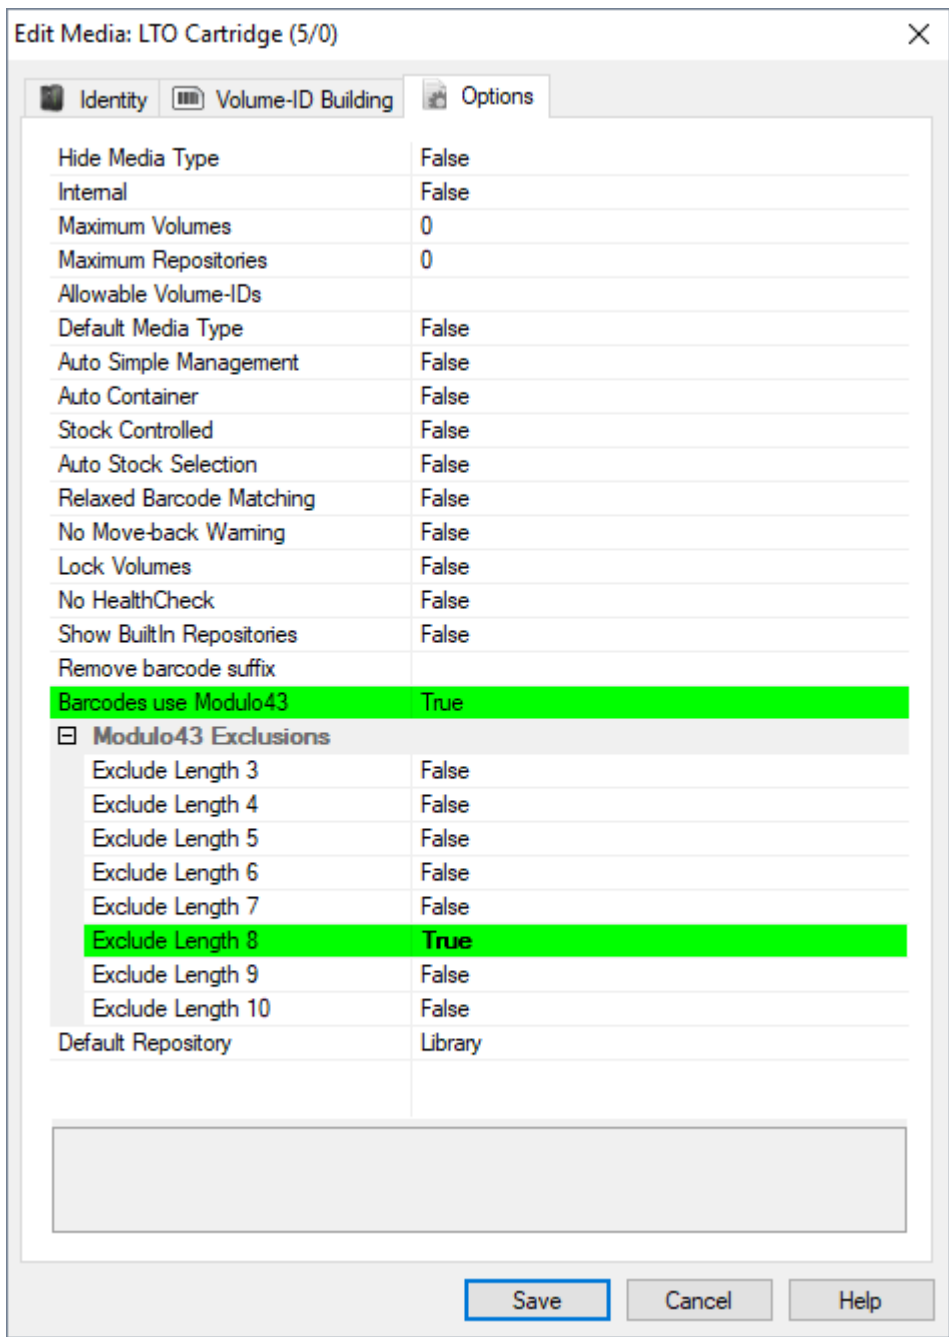 Edit Media: LTO Cartridge (5/0)
Identity Volume-ID Building Options
Hide Media Type False
Internal False
Maximum Volumes 0
Maximum Repositories 0
Allowable Volume-IDs
Default Media Type False
Auto Simple Management False
Auto Container False
Stock Controlled False
Auto Stock Selection False
Relaxed Barcode Matching False
No Move-back Warning False
Lock Volumes False
No HealthCheck False
Show BuiltIn Repositories False
Remove barcode suffix
Barcodes use Modulo43 True
Modulo43 Exclusions
Exclude Length 3 False
Exclude Length 4 False
Exclude Length 5 False
Exclude Length 6 False
Exclude Length 7 False
Exclude Length 8 True
Exclude Length 9 False
Exclude Length 10 False
Default Repository Library
Save Cancel Help